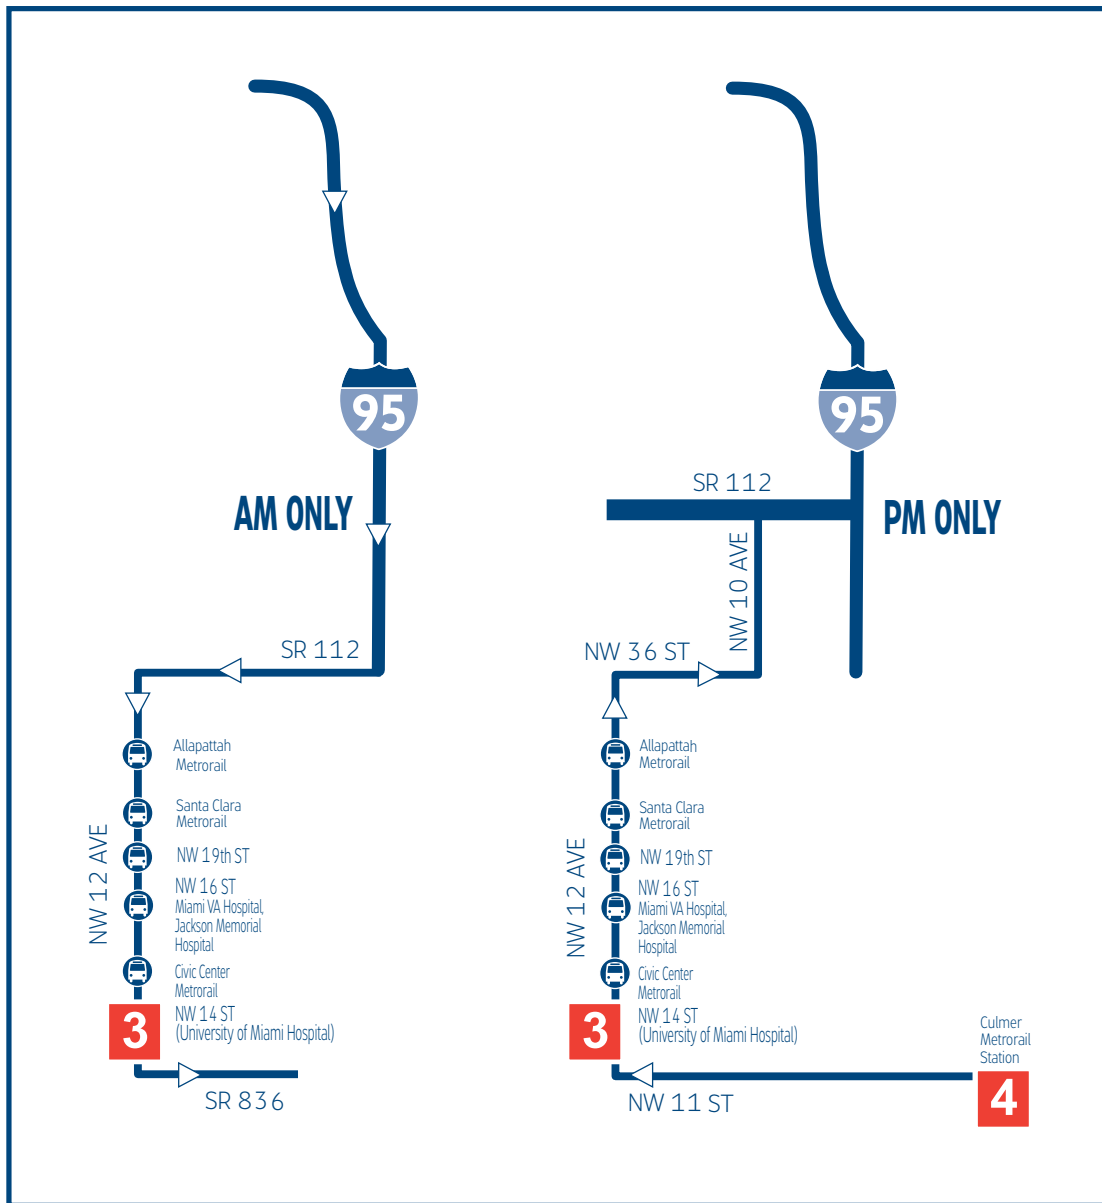 95
AM ONLY
SR 112
NW 12 AVE
Allapattah
Metrorail
Santa Clara
Metrorail
NW 19th ST
NW 16 ST
Miami VA Hospital,
Jackson Memorial
Hospital
Civic Center
Metrorail
3
NW 14 ST
(University of Miami Hospital)
SR 836
95
SR 112
PM ONLY
NW 10 AVE
NW 36 ST
NW 12 AVE
Allapattah
Metrorail
Santa Clara
Metrorail
NW 19th ST
NW 16 ST
Miami VA Hospital,
Jackson Memorial
Hospital
Civic Center
Metrorail
3
NW 14 ST
(University of Miami Hospital)
NW 11 ST
Culmer
Metrorail
Station
4